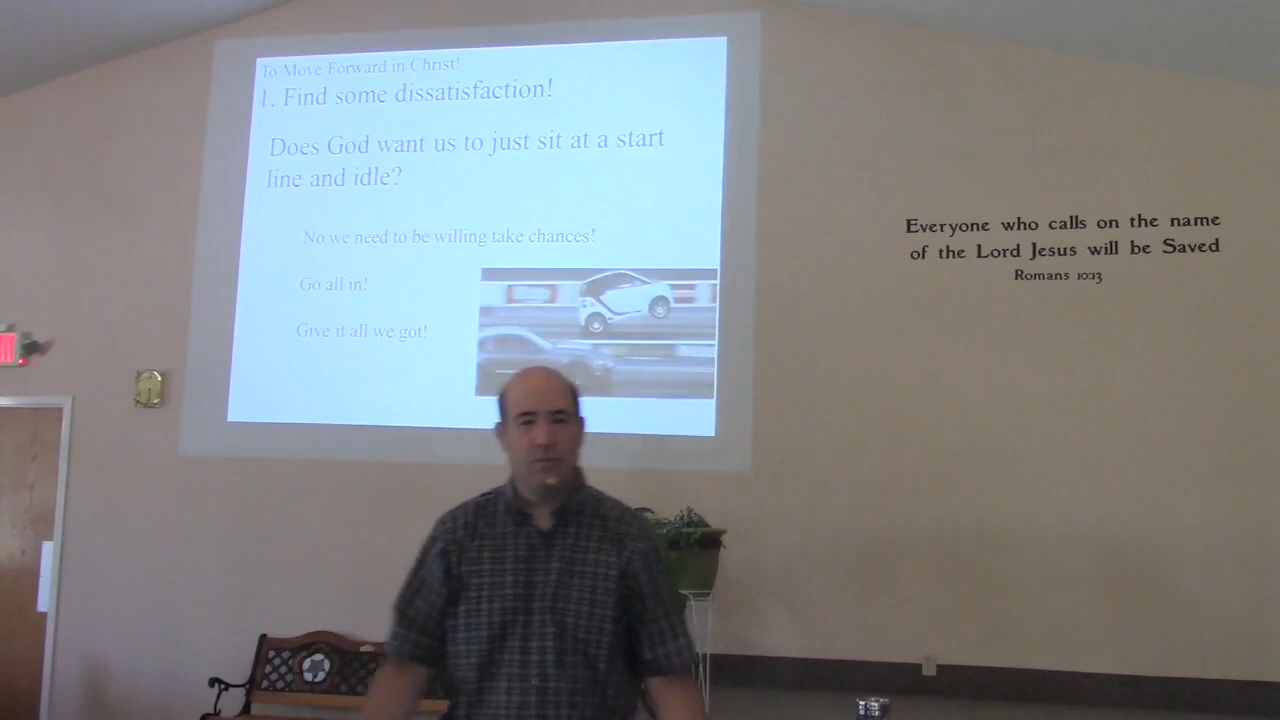 To Move Forward in Christ!
1. Find some dissatisfaction!
Does God want us to just sit at a start
line and idle?
No we need to be willing take chances!
Go all in!
Give it all we got!
Everyone who calls on the name
of the Lord Jesus will be Saved
Romans 10:13